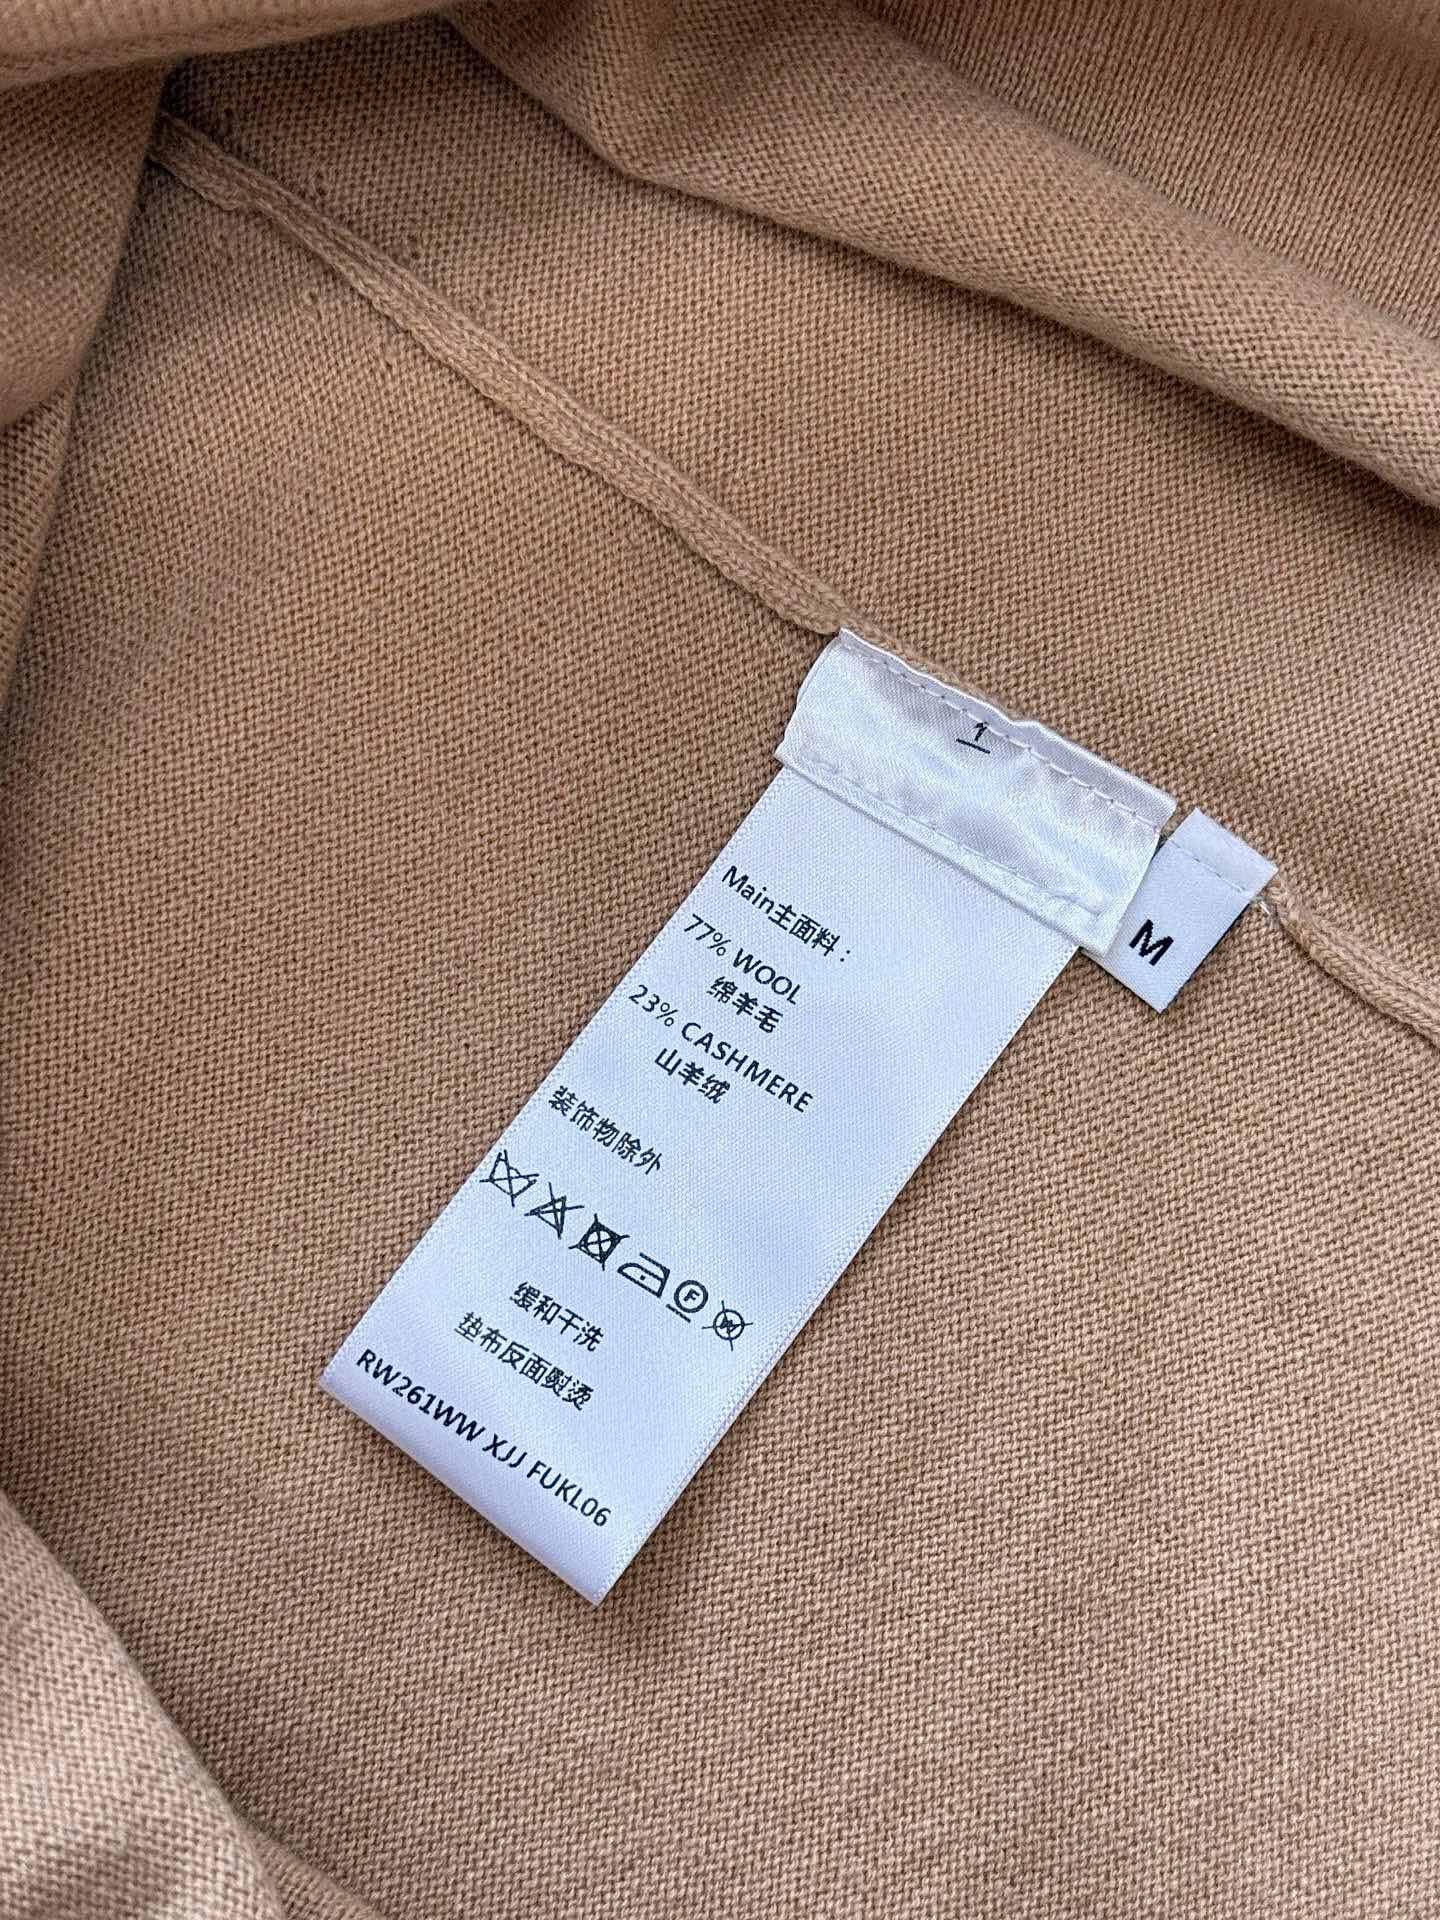 1
M
Main主面料：
77% WOOL
绵羊毛
23% CASHMERE
山羊绒
装饰物除外
F W
缓和干洗
垫布反面熨烫
RW261WW XJJ FUKL06